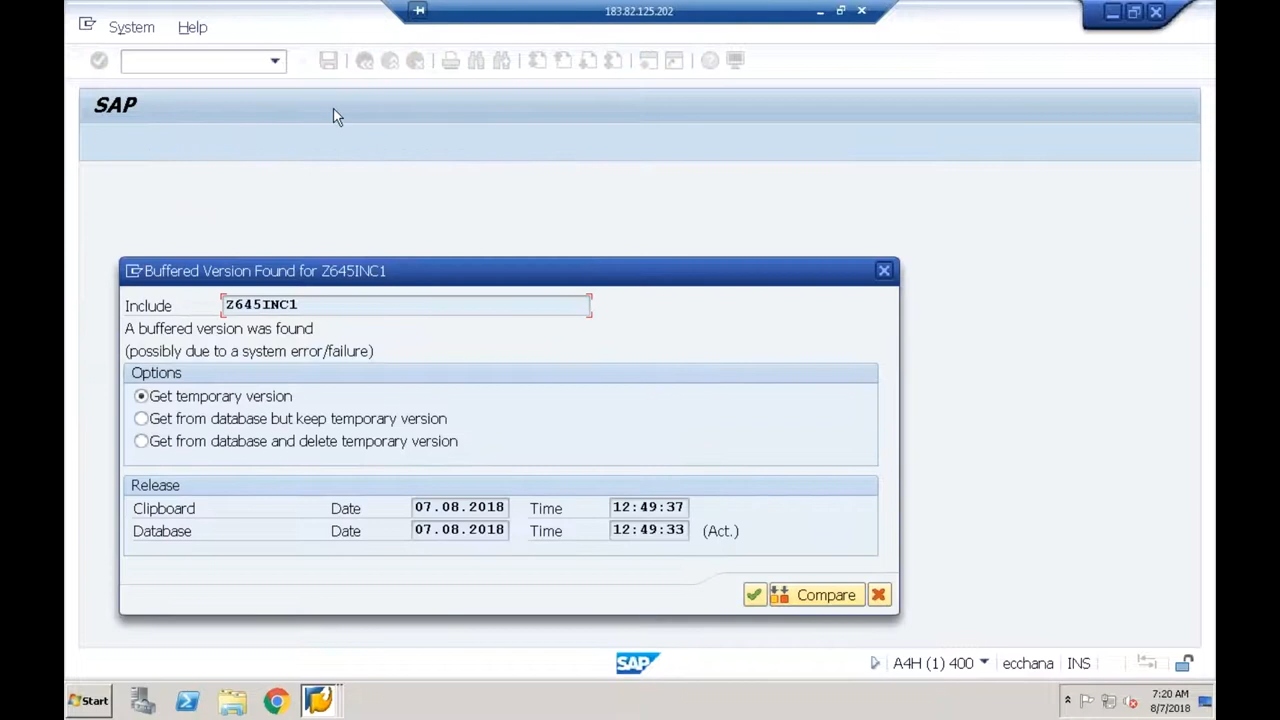 183.82.125.202
System Help
SAP
Buffered Version Found for Z645INC1
Include Z645INC1
A buffered version was found
(possibly due to a system error/failure)
Options
Get temporary version
Get from database but keep temporary version
Get from database and delete temporary version
Release
Clipboard Date 07.08.2018 Time 12:49:37
Database Date 07.08.2018 Time 12:49:33 (Act.)
Compare
SAP A4H (1) 400 ecchana INS
Start 7:20 AM
8/7/2018